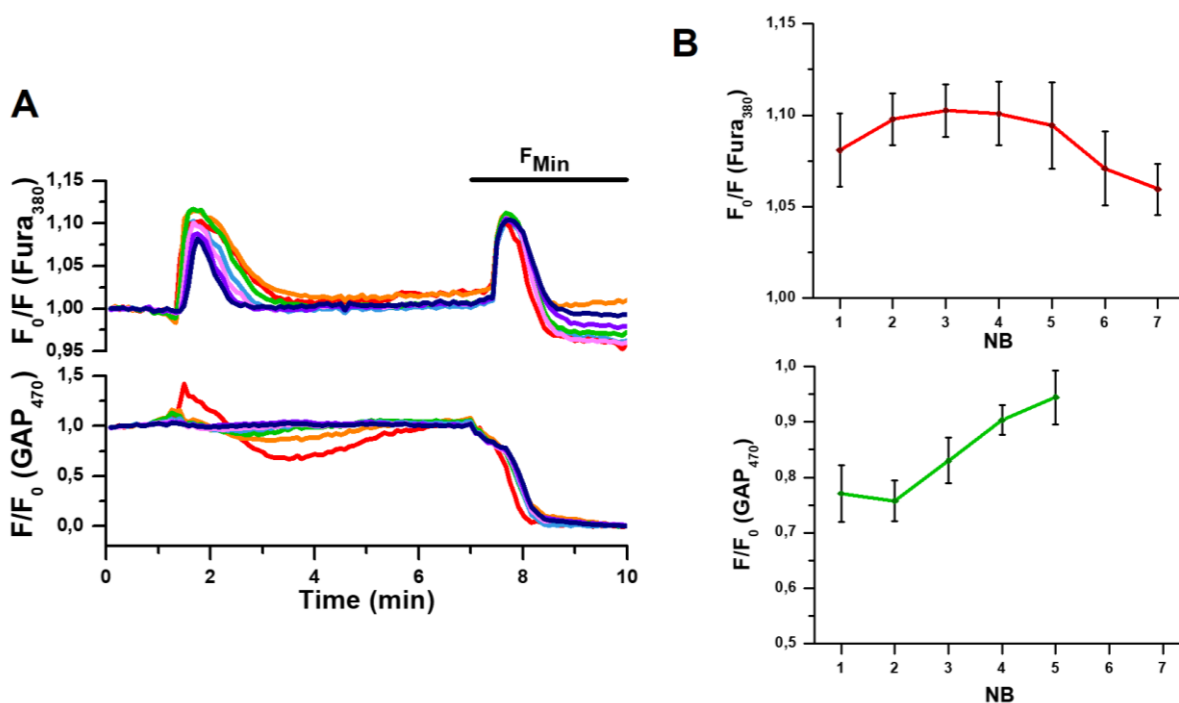 A
F₀/F (Fura₃₈₀)
1,15
1,10
1,05
1,00
0,95
F_Min
F/F₀ (GAP₄₇₀)
1,5
1,0
0,5
0,0
0 2 4 6 8 10
Time (min)
B
F₀/F (Fura₃₈₀)
1,15
1,10
1,05
1,00
1 2 3 4 5 6 7
NB
F/F₀ (GAP₄₇₀)
1,0
0,9
0,8
0,7
0,6
0,5
1 2 3 4 5 6 7
NB